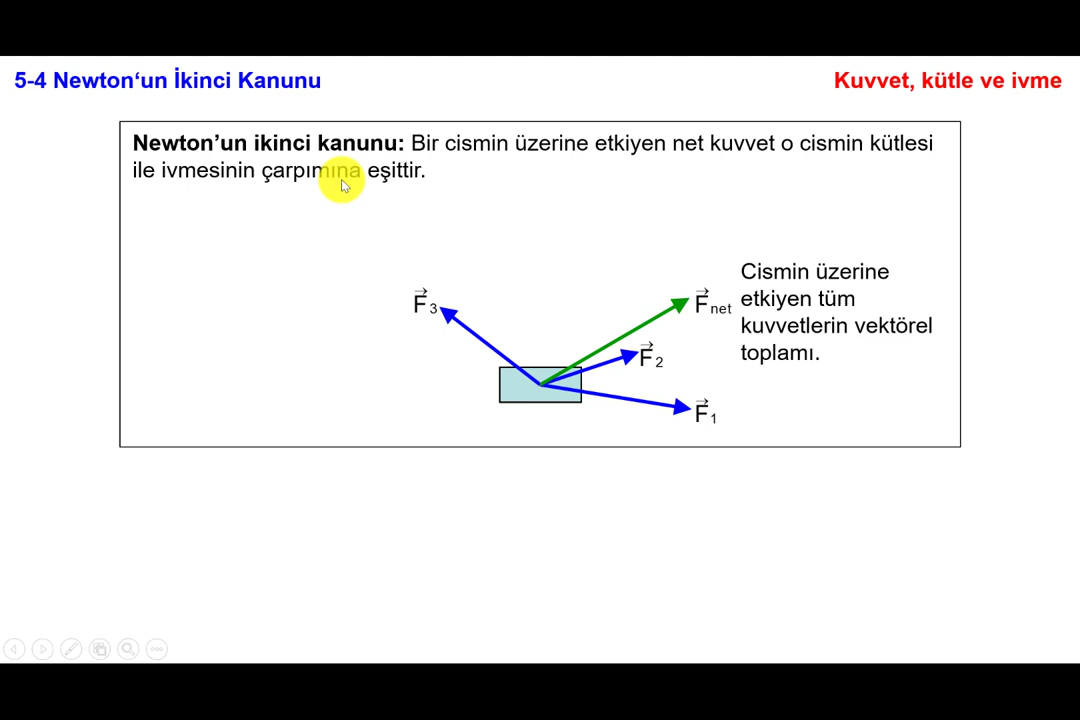 5-4 Newton‘un İkinci Kanunu
Kuvvet, kütle ve ivme
Newton’un ikinci kanunu: Bir cismin üzerine etkiyen net kuvvet o cismin kütlesi
ile ivmesinin çarpımına eşittir.
F⃗3
F⃗net
Cismin üzerine
etkiyen tüm
kuvvetlerin vektörel
toplamı.
F⃗2
F⃗1